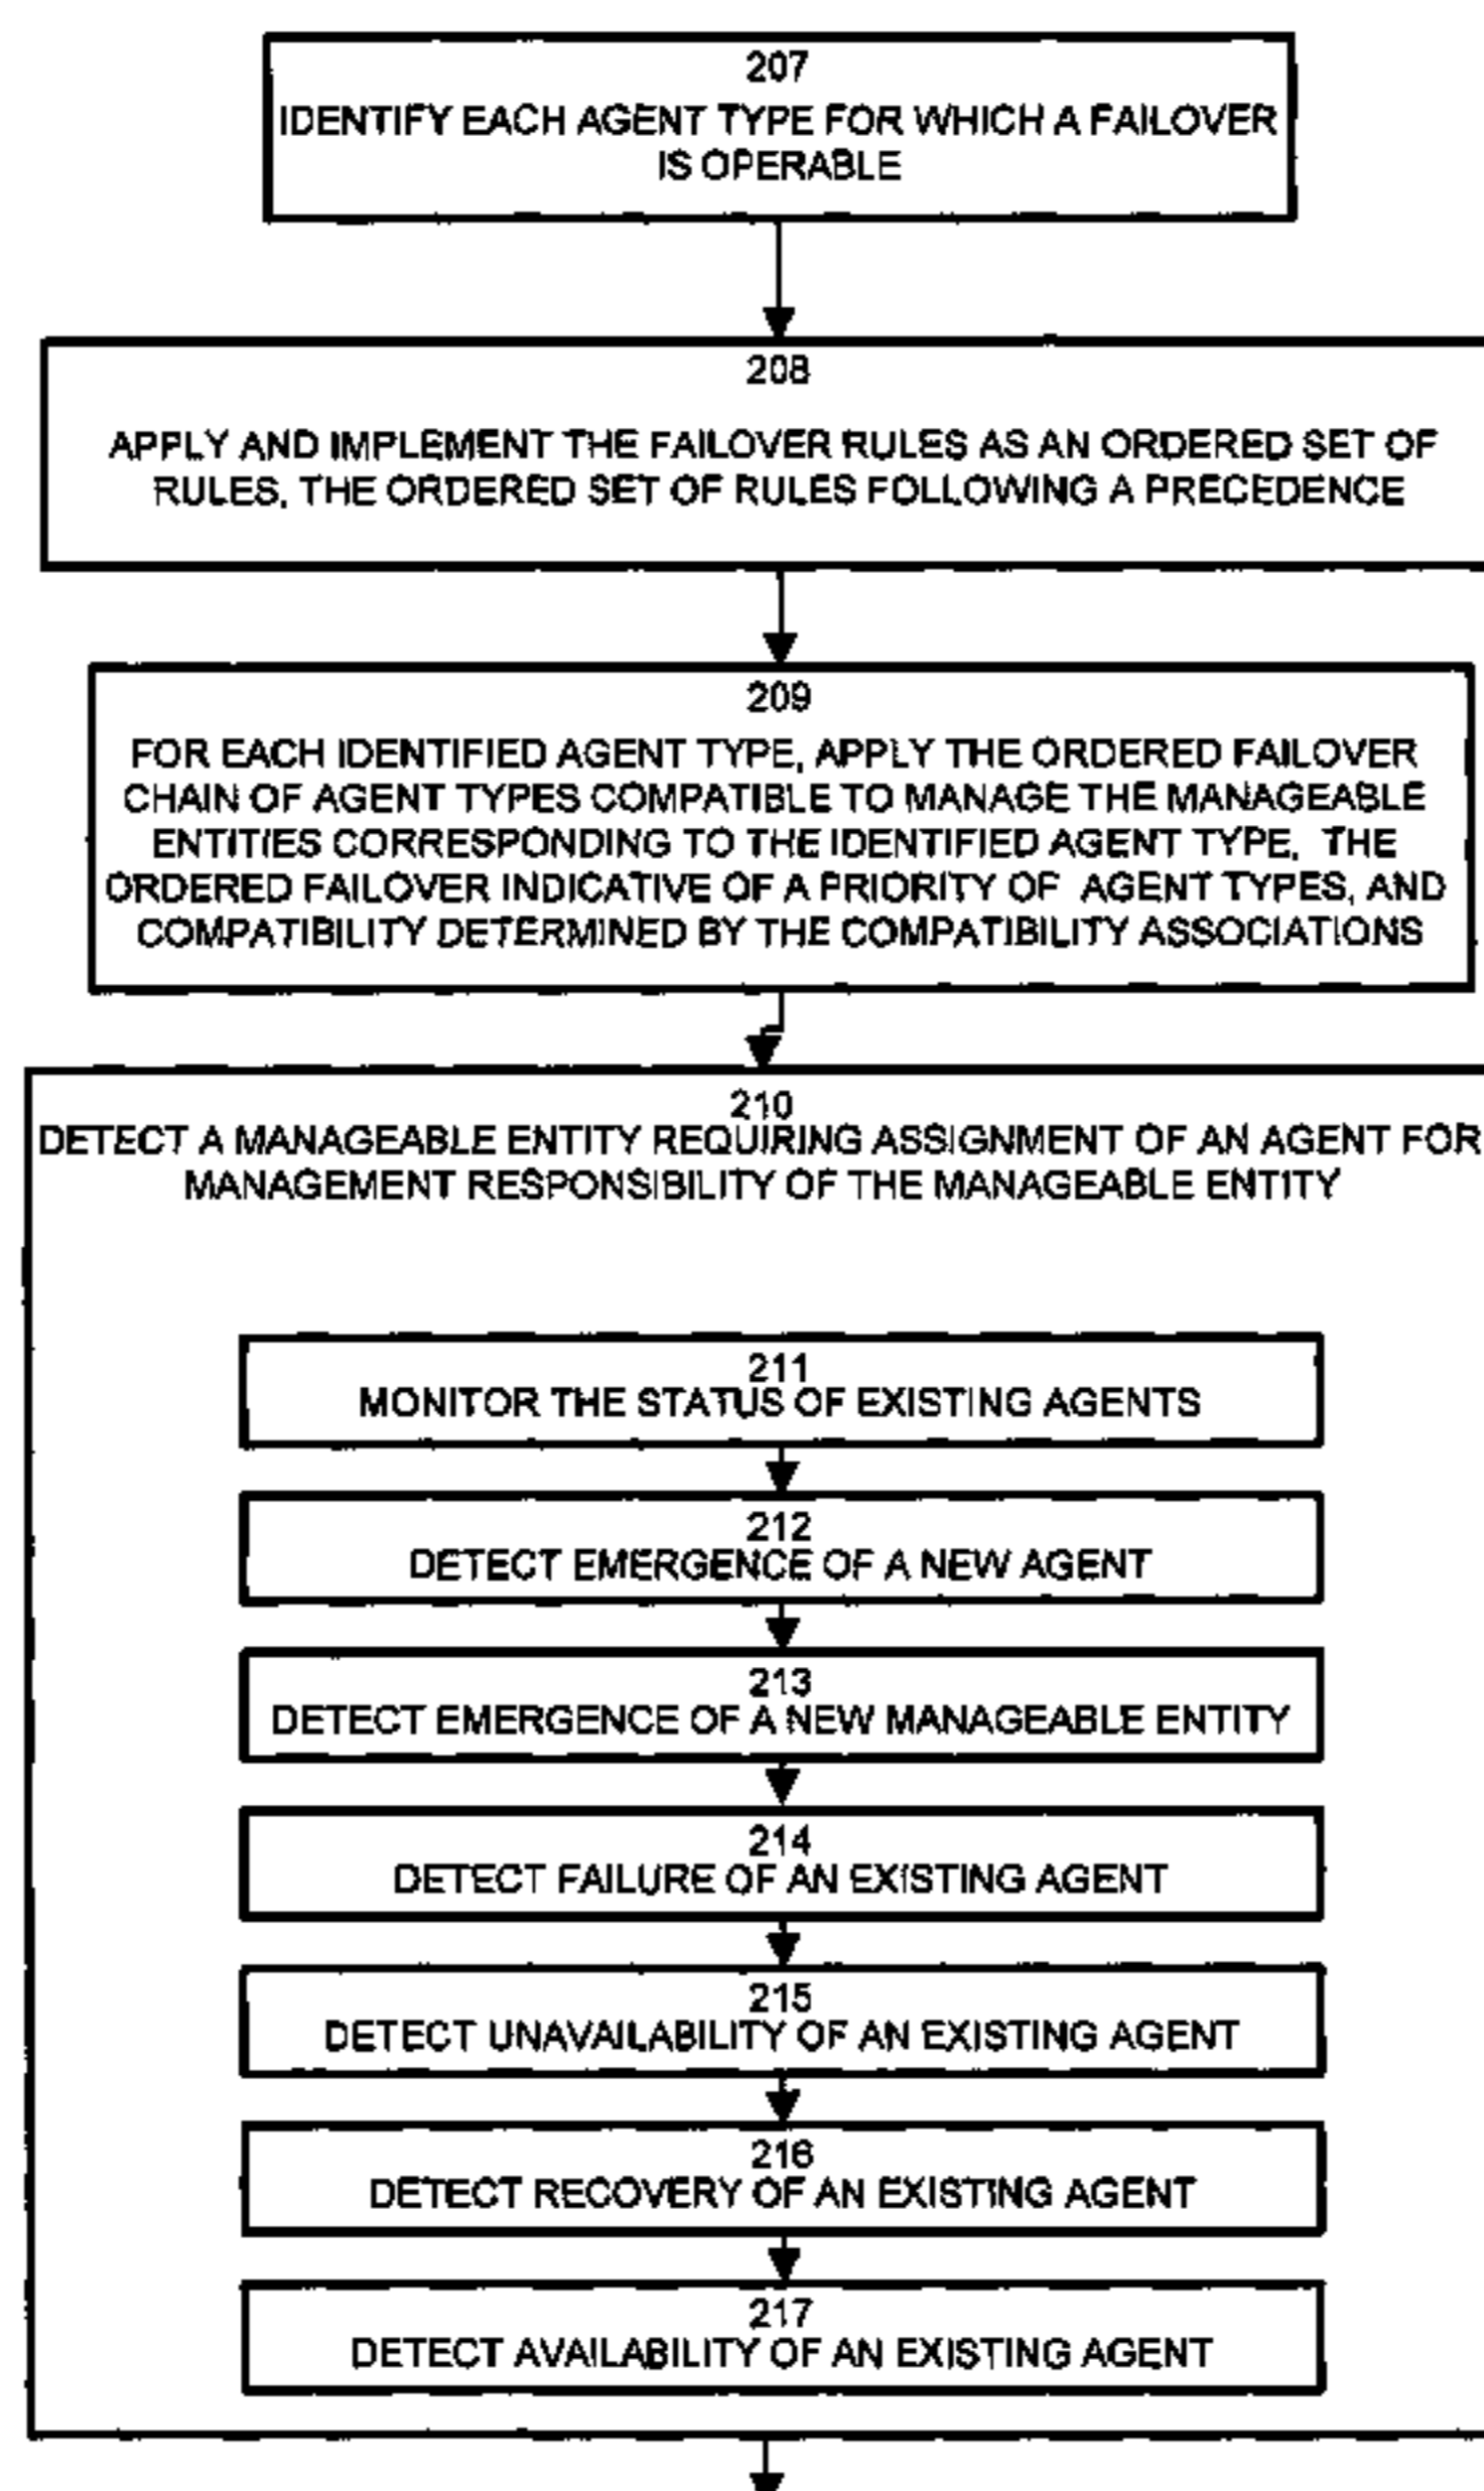 207
IDENTIFY EACH AGENT TYPE FOR WHICH A FAILOVER
IS OPERABLE
208
APPLY AND IMPLEMENT THE FAILOVER RULES AS AN ORDERED SET OF
RULES, THE ORDERED SET OF RULES FOLLOWING A PRECEDENCE
209
FOR EACH IDENTIFIED AGENT TYPE, APPLY THE ORDERED FAILOVER
CHAIN OF AGENT TYPES COMPATIBLE TO MANAGE THE MANAGEABLE
ENTITIES CORRESPONDING TO THE IDENTIFIED AGENT TYPE, THE
ORDERED FAILOVER INDICATIVE OF A PRIORITY OF AGENT TYPES, AND
COMPATIBILITY DETERMINED BY THE COMPATIBILITY ASSOCIATIONS
210
DETECT A MANAGEABLE ENTITY REQUIRING ASSIGNMENT OF AN AGENT FOR
MANAGEMENT RESPONSIBILITY OF THE MANAGEABLE ENTITY
211
MONITOR THE STATUS OF EXISTING AGENTS
212
DETECT EMERGENCE OF A NEW AGENT
213
DETECT EMERGENCE OF A NEW MANAGEABLE ENTITY
214
DETECT FAILURE OF AN EXISTING AGENT
215
DETECT UNAVAILABILITY OF AN EXISTING AGENT
216
DETECT RECOVERY OF AN EXISTING AGENT
217
DETECT AVAILABILITY OF AN EXISTING AGENT